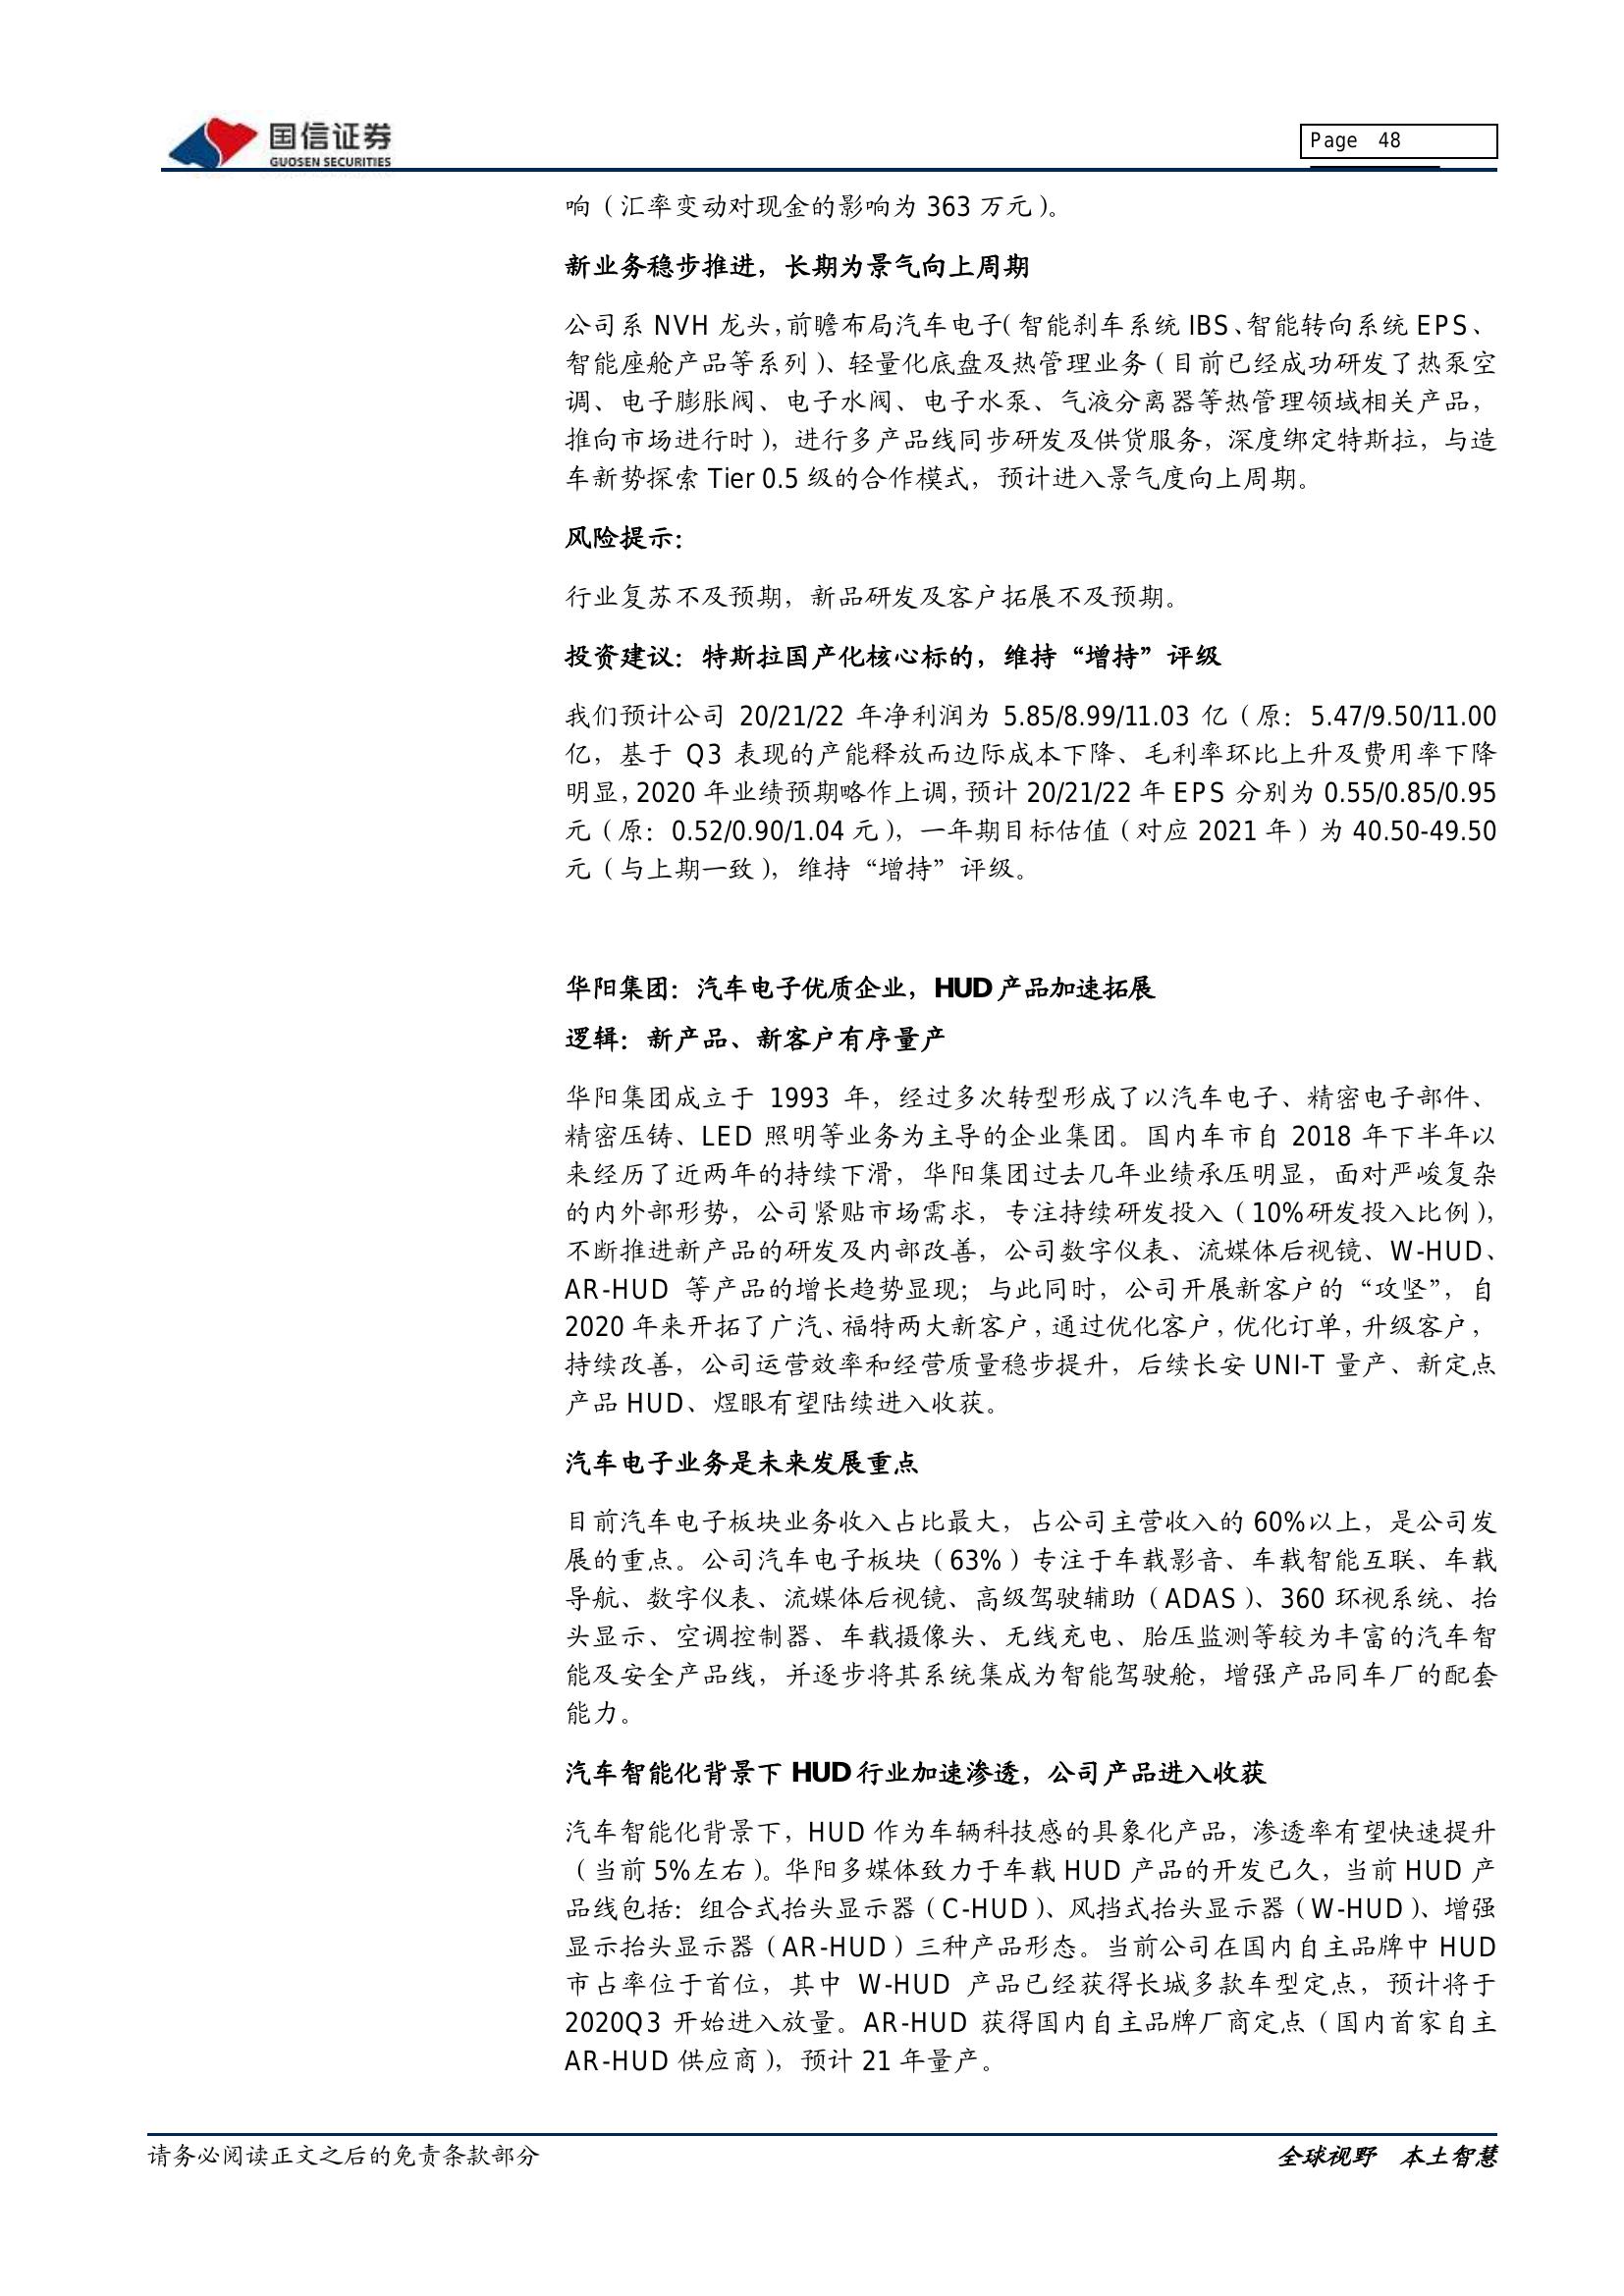 国信证券
GUOSEN SECURITIES
Page 48
响（汇率变动对现金的影响为 363 万元）。
新业务稳步推进，长期为景气向上周期
公司系 NVH 龙头，前瞻布局汽车电子（智能刹车系统 IBS、智能转向系统 EPS、
智能座舱产品等系列）、轻量化底盘及热管理业务（目前已经成功研发了热泵空
调、电子膨胀阀、电子水阀、电子水泵、气液分离器等热管理领域相关产品，
推向市场进行时），进行多产品线同步研发及供货服务，深度绑定特斯拉，与造
车新势探索 Tier 0.5 级的合作模式，预计进入景气度向上周期。
风险提示：
行业复苏不及预期，新品研发及客户拓展不及预期。
投资建议：特斯拉国产化核心标的，维持“增持”评级
我们预计公司 20/21/22 年净利润为 5.85/8.99/11.03 亿（原：5.47/9.50/11.00
亿，基于 Q3 表现的产能释放而边际成本下降、毛利率环比上升及费用率下降
明显，2020 年业绩预期略作上调，预计 20/21/22 年 EPS 分别为 0.55/0.85/0.95
元（原：0.52/0.90/1.04 元），一年期目标估值（对应 2021 年）为 40.50-49.50
元（与上期一致），维持“增持”评级。
华阳集团：汽车电子优质企业，HUD 产品加速拓展
逻辑：新产品、新客户有序量产
华阳集团成立于 1993 年，经过多次转型形成了以汽车电子、精密电子部件、
精密压铸、LED 照明等业务为主导的企业集团。国内车市自 2018 年下半年以
来经历了近两年的持续下滑，华阳集团过去几年业绩承压明显，面对严峻复杂
的内外部形势，公司紧贴市场需求，专注持续研发投入（10%研发投入比例），
不断推进新产品的研发及内部改善，公司数字仪表、流媒体后视镜、W-HUD、
AR-HUD 等产品的增长趋势显现；与此同时，公司开展新客户的“攻坚”，自
2020 年来开拓了广汽、福特两大新客户，通过优化客户，优化订单，升级客户，
持续改善，公司运营效率和经营质量稳步提升，后续长安 UNI-T 量产、新定点
产品 HUD、煜眼有望陆续进入收获。
汽车电子业务是未来发展重点
目前汽车电子板块业务收入占比最大，占公司主营收入的 60%以上，是公司发
展的重点。公司汽车电子板块（63%）专注于车载影音、车载智能互联、车载
导航、数字仪表、流媒体后视镜、高级驾驶辅助（ADAS）、360 环视系统、抬
头显示、空调控制器、车载摄像头、无线充电、胎压监测等较为丰富的汽车智
能及安全产品线，并逐步将其系统集成为智能驾驶舱，增强产品同车厂的配套
能力。
汽车智能化背景下 HUD 行业加速渗透，公司产品进入收获
汽车智能化背景下，HUD 作为车辆科技感的具象化产品，渗透率有望快速提升
（当前 5%左右）。华阳多媒体致力于车载 HUD 产品的开发已久，当前 HUD 产
品线包括：组合式抬头显示器（C-HUD）、风挡式抬头显示器（W-HUD）、增强
显示抬头显示器（AR-HUD）三种产品形态。当前公司在国内自主品牌中 HUD
市占率位于首位，其中 W-HUD 产品已经获得长城多款车型定点，预计将于
2020Q3 开始进入放量。AR-HUD 获得国内自主品牌厂商定点（国内首家自主
AR-HUD 供应商），预计 21 年量产。
请务必阅读正文之后的免责条款部分
全球视野 本土智慧